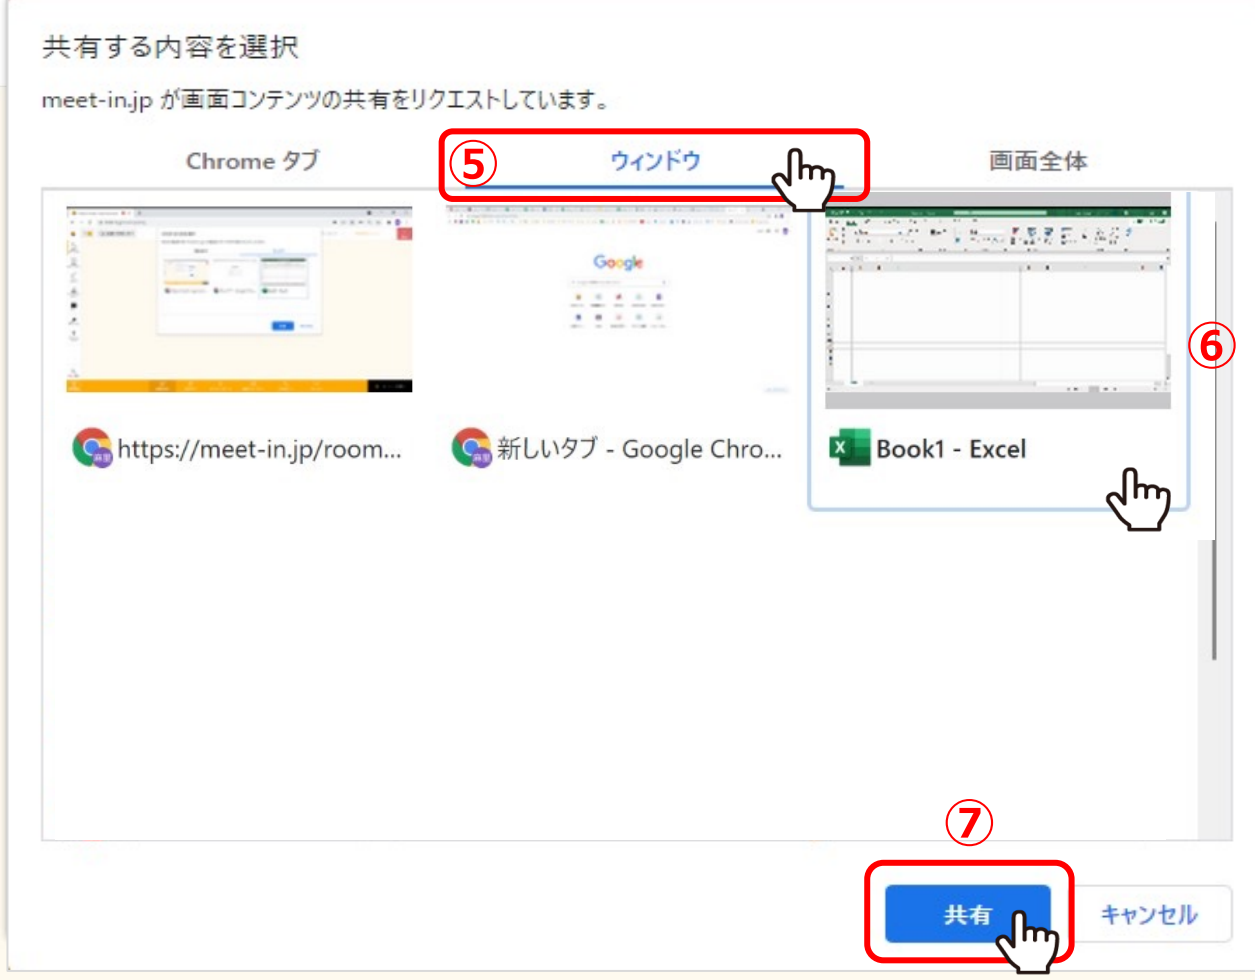 共有する内容を選択
meet-in.jp が画面コンテンツの共有をリクエストしています。
Chrome タブ
⑤
ウィンドウ
画面全体
Google
⑥
https://meet-in.jp/room...
新しいタブ - Google Chro...
Book1 - Excel
⑦
共有
キャンセル